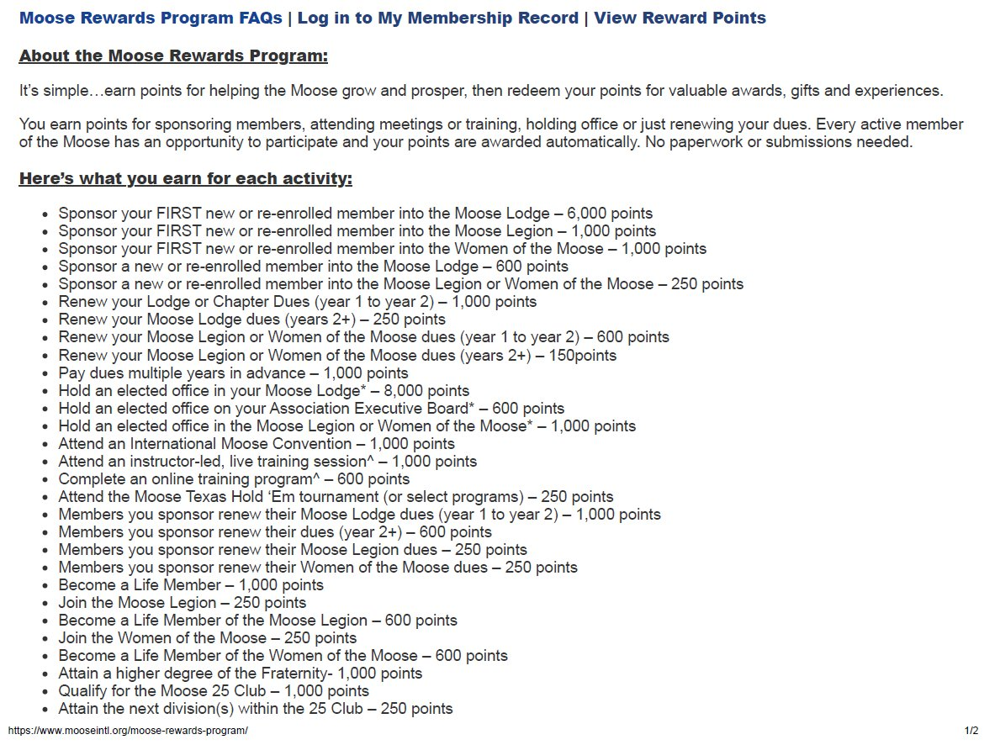 Moose Rewards Program FAQs | Log in to My Membership Record | View Reward Points
About the Moose Rewards Program:
It’s simple…earn points for helping the Moose grow and prosper, then redeem your points for valuable awards, gifts and experiences.
You earn points for sponsoring members, attending meetings or training, holding office or just renewing your dues. Every active member
of the Moose has an opportunity to participate and your points are awarded automatically. No paperwork or submissions needed.
Here’s what you earn for each activity:
• Sponsor your FIRST new or re-enrolled member into the Moose Lodge – 6,000 points
• Sponsor your FIRST new or re-enrolled member into the Moose Legion – 1,000 points
• Sponsor your FIRST new or re-enrolled member into the Women of the Moose – 1,000 points
• Sponsor a new or re-enrolled member into the Moose Lodge – 600 points
• Sponsor a new or re-enrolled member into the Moose Legion or Women of the Moose – 250 points
• Renew your Lodge or Chapter Dues (year 1 to year 2) – 1,000 points
• Renew your Moose Lodge dues (years 2+) – 250 points
• Renew your Moose Legion or Women of the Moose dues (year 1 to year 2) – 600 points
• Renew your Moose Legion or Women of the Moose dues (years 2+) – 150points
• Pay dues multiple years in advance – 1,000 points
• Hold an elected office in your Moose Lodge* – 8,000 points
• Hold an elected office on your Association Executive Board* – 600 points
• Hold an elected office in the Moose Legion or Women of the Moose* – 1,000 points
• Attend an International Moose Convention – 1,000 points
• Attend an instructor-led, live training session^ – 1,000 points
• Complete an online training program^ – 600 points
• Attend the Moose Texas Hold ‘Em tournament (or select programs) – 250 points
• Members you sponsor renew their Moose Lodge dues (year 1 to year 2) – 1,000 points
• Members you sponsor renew their dues (year 2+) – 600 points
• Members you sponsor renew their Moose Legion dues – 250 points
• Members you sponsor renew their Women of the Moose dues – 250 points
• Become a Life Member – 1,000 points
• Join the Moose Legion – 250 points
• Become a Life Member of the Moose Legion – 600 points
• Join the Women of the Moose – 250 points
• Become a Life Member of the Women of the Moose – 600 points
• Attain a higher degree of the Fraternity- 1,000 points
• Qualify for the Moose 25 Club – 1,000 points
• Attain the next division(s) within the 25 Club – 250 points
https://www.mooseintl.org/moose-rewards-program/ 1/2